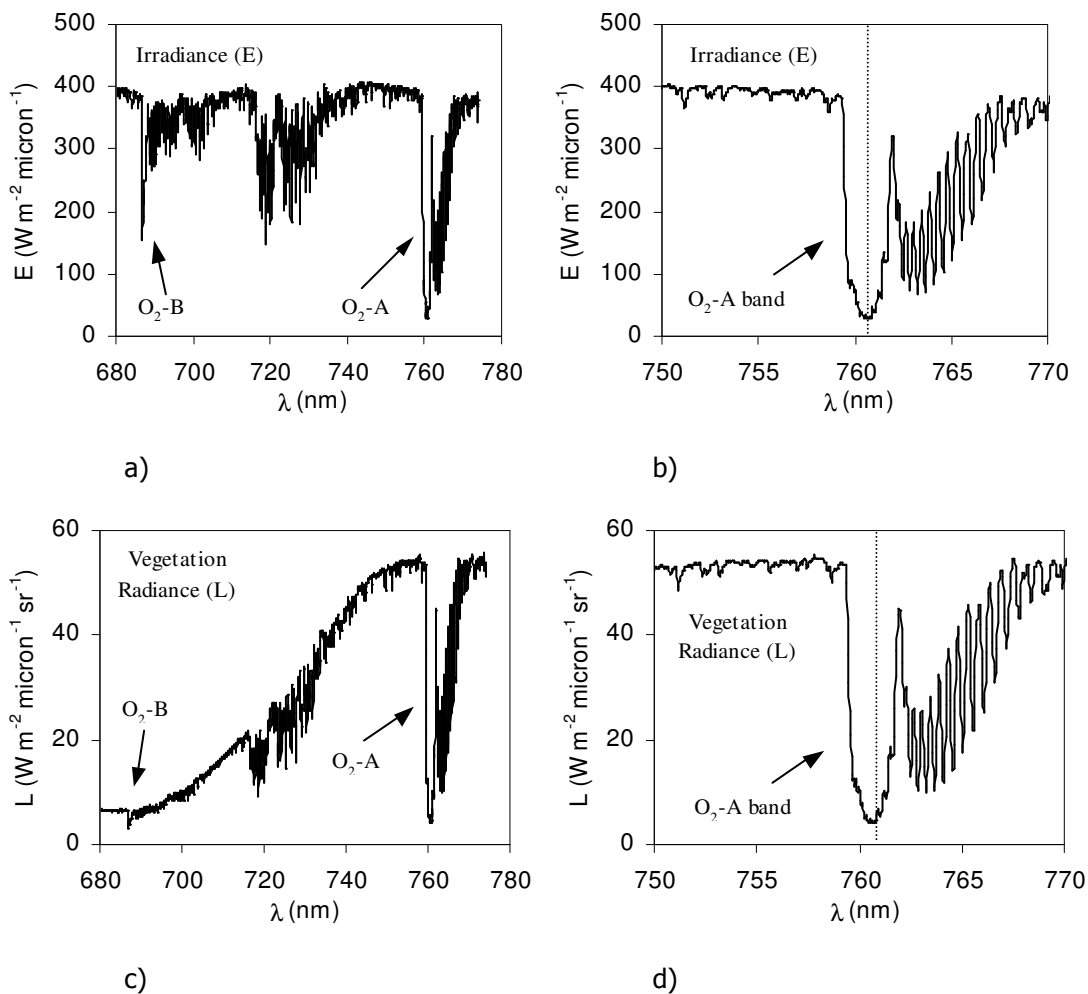 500
400
300
200
100
0
E (W m⁻² micron⁻¹)
Irradiance (E)
O₂-B
O₂-A
680 700 720 740 760 780
λ (nm)
a)
500
400
300
200
100
0
E (W m⁻² micron⁻¹)
Irradiance (E)
O₂-A band
750 755 760 765 770
λ (nm)
b)
60
40
20
0
L (W m⁻² micron⁻¹ sr⁻¹)
Vegetation
Radiance (L)
O₂-B
O₂-A
680 700 720 740 760 780
λ (nm)
c)
60
40
20
0
L (W m⁻² micron⁻¹ sr⁻¹)
Vegetation
Radiance (L)
O₂-A band
750 755 760 765 770
λ (nm)
d)